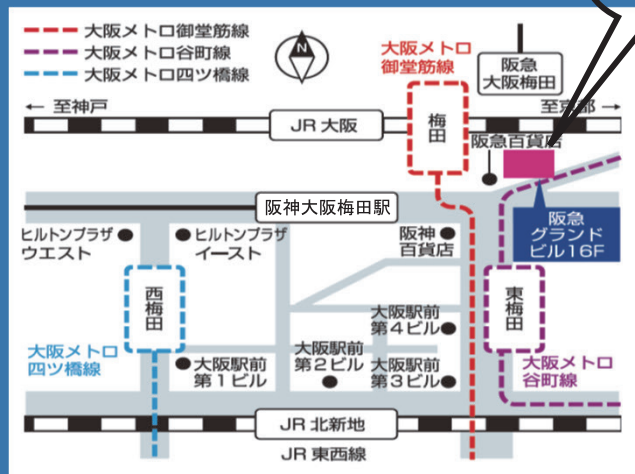 大阪メトロ御堂筋線
大阪メトロ谷町線
大阪メトロ四ツ橋線
N
大阪メトロ
御堂筋線
阪急
大阪梅田
← 至神戸
至京都 →
JR 大阪
梅田
阪急百貨店
阪神大阪梅田駅
阪急
グランド
ビル16F
ヒルトンプラザ
ウエスト
ヒルトンプラザ
イースト
阪神
百貨店
西梅田
東梅田
大阪メトロ
四ツ橋線
大阪駅前
第1ビル
大阪駅前
第2ビル
大阪駅前
第4ビル
大阪駅前
第3ビル
大阪メトロ
谷町線
JR 北新地
JR 東西線